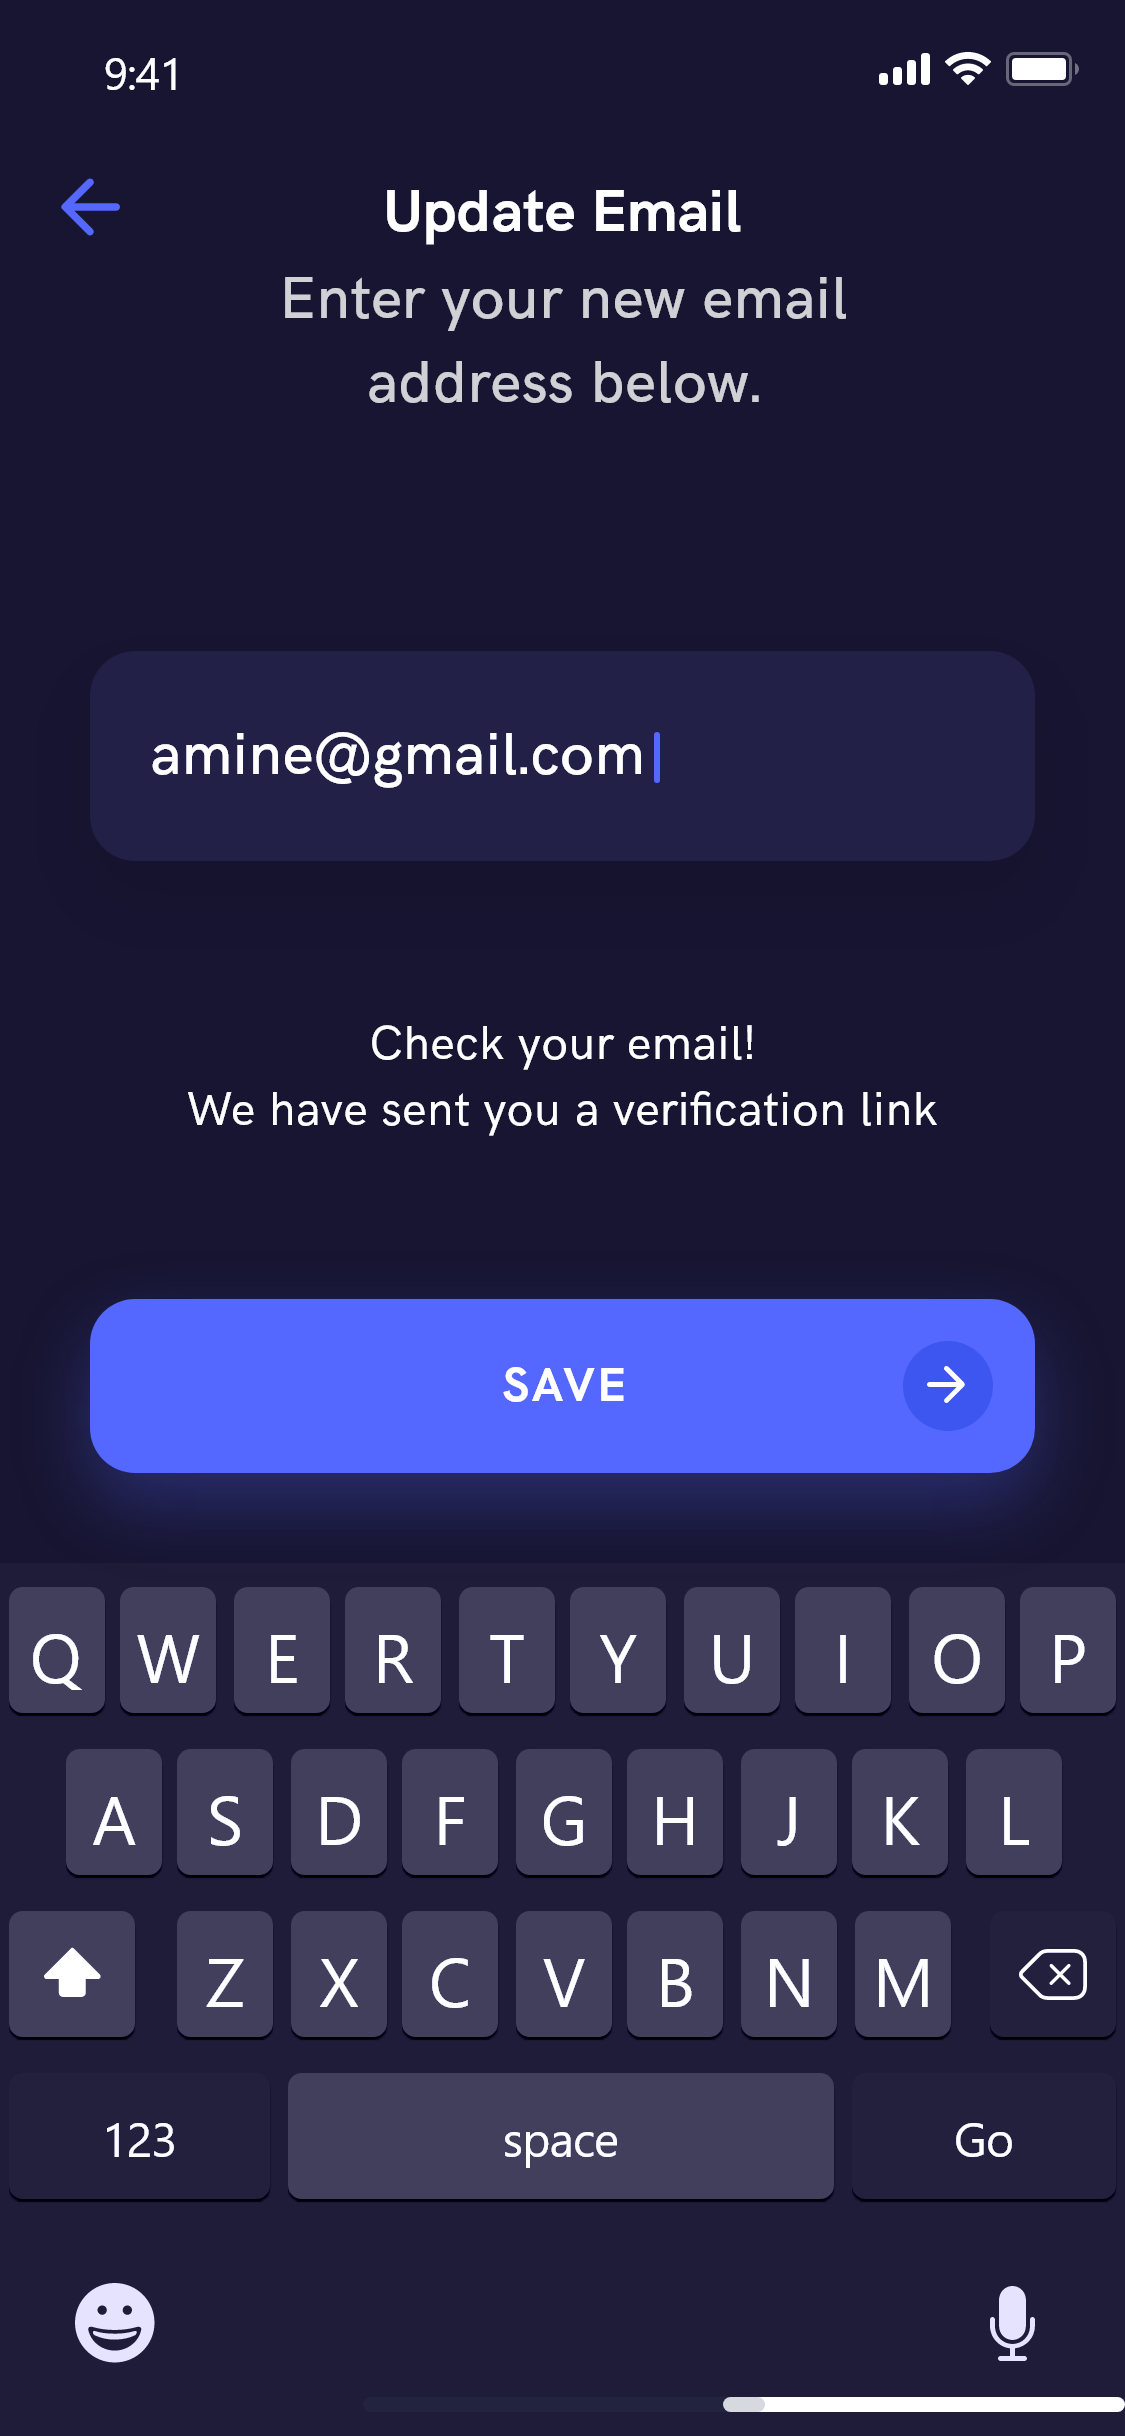 9:41
Update Email
Enter your new email
address below.
amine@gmail.com
Check your email!
We have sent you a verification link
SAVE
Q W E R T Y U I O P
A S D F G H J K L
Z X C V B N M
123 space Go